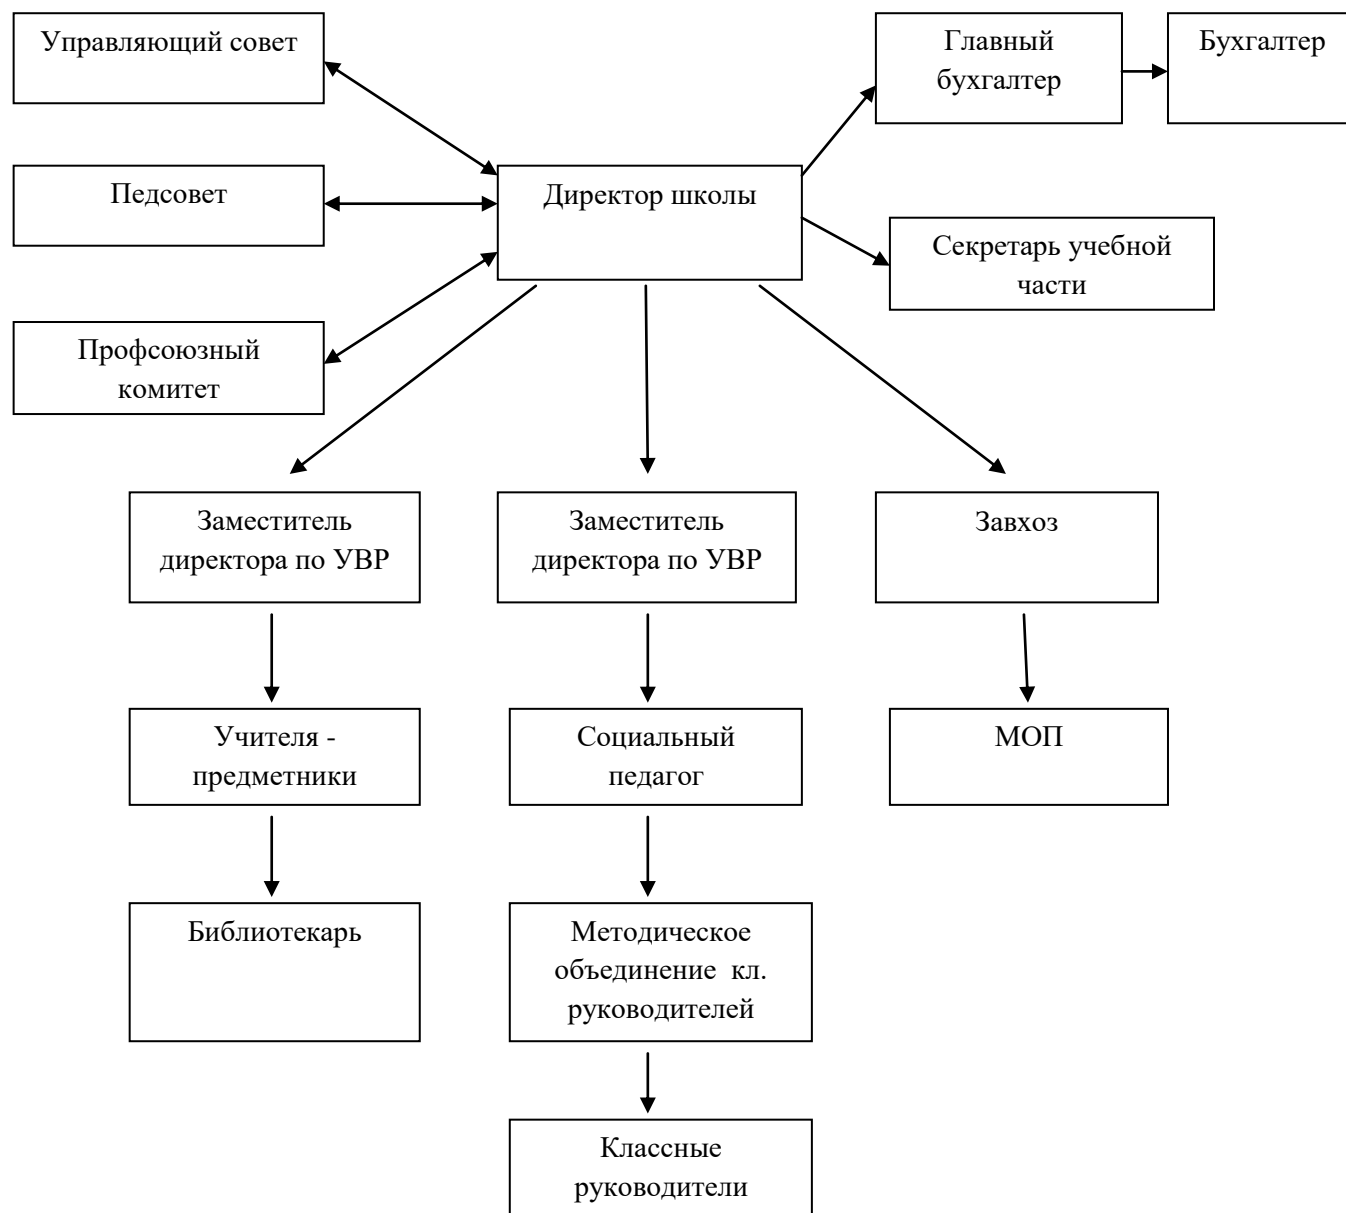 Управляющий совет
Главный
бухгалтер
Бухгалтер
Педсовет
Директор школы
Секретарь учебной
части
Профсоюзный
комитет
Заместитель
директора по УВР
Заместитель
директора по УВР
Завхоз
Учителя -
предметники
Социальный
педагог
МОП
Библиотекарь
Методическое
объединение  кл.
руководителей
Классные
руководители